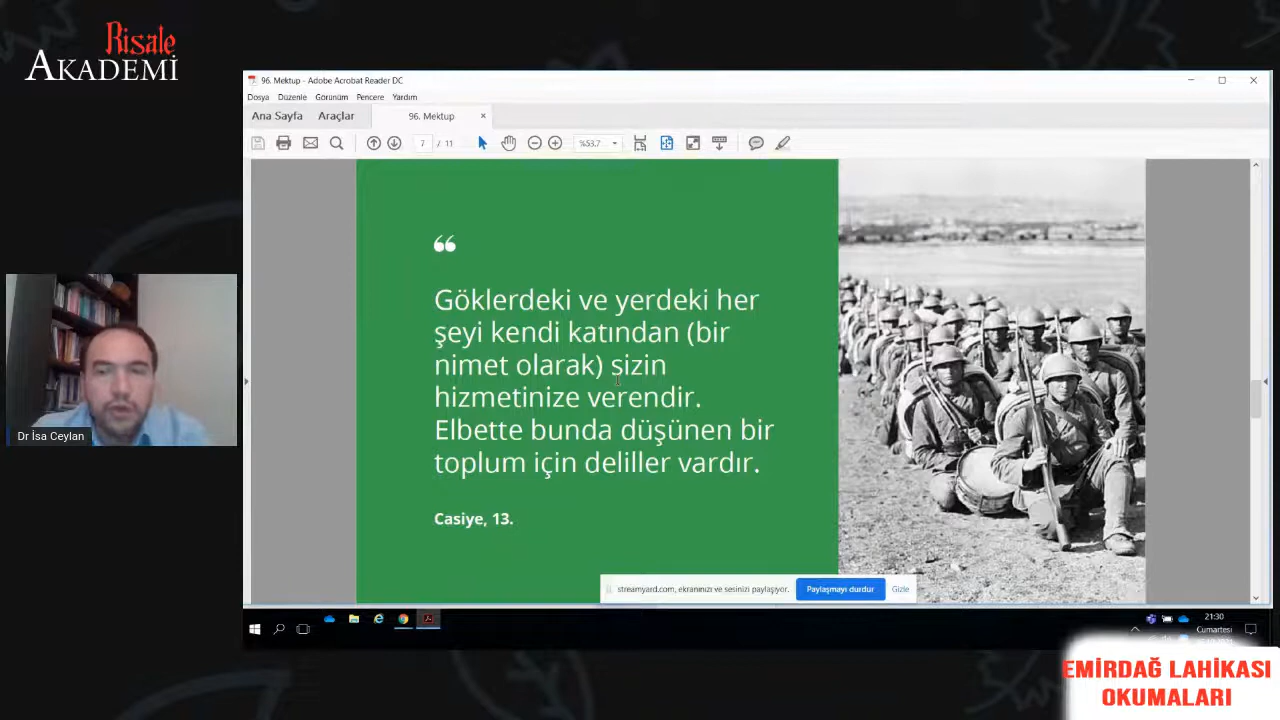 Risale
AKADEMİ
96. Mektup - Adobe Acrobat Reader DC
Dosya Düzenle Görünüm Pencere Yardım
Ana Sayfa Araçlar 96. Mektup ×
7 / 11 %53,7
“
Göklerdeki ve yerdeki her
şeyi kendi katından (bir
nimet olarak) sizin
hizmetinize verendir.
Elbette bunda düşünen bir
toplum için deliller vardır.
Casiye, 13.
Dr İsa Ceylan
streamyard.com, ekranınızı ve sesinizi paylaşıyor. Paylaşmayı durdur Gizle
21:30
Cumartesi
EMİRDAĞ LAHİKASI
OKUMALARI